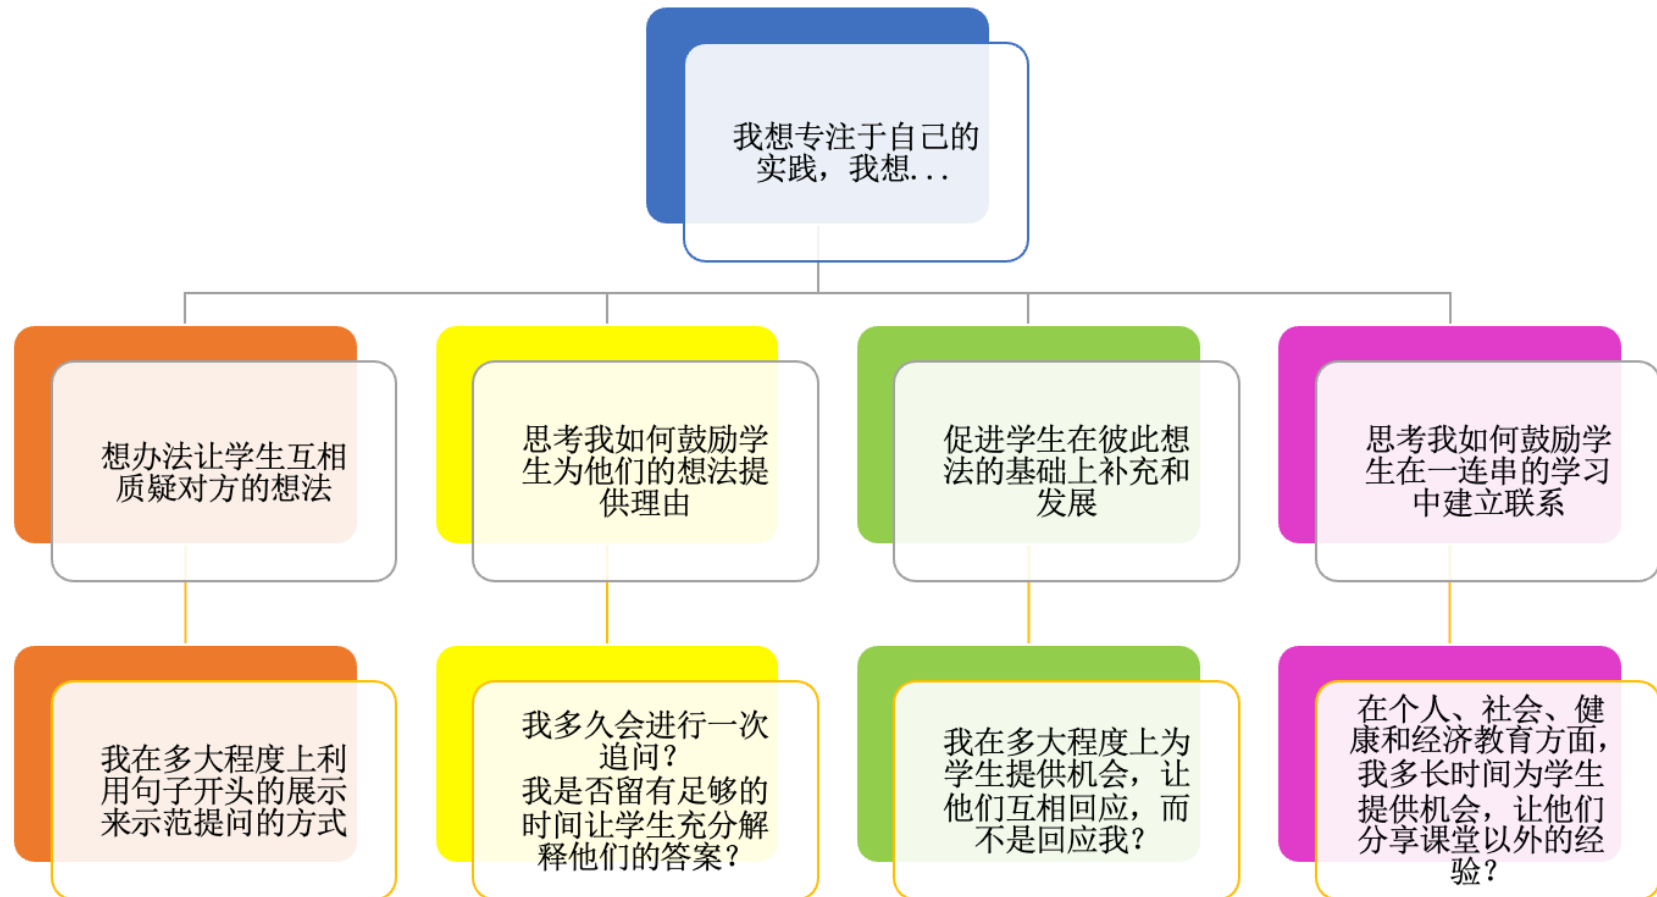 我想专注于自己的
实践，我想...
想办法让学生互相
质疑对方的想法
思考我如何鼓励学
生为他们的想法提
供理由
促进学生在彼此想
法的基础上补充和
发展
思考我如何鼓励学
生在一连串的学习
中建立联系
我在多大程度上利
用句子开头的展示
来示范提问的方式
我多久会进行一次
追问？
我是否留有足够的
时间让学生充分解
释他们的答案？
我在多大程度上为
学生提供机会，让
他们互相回应，而
不是回应我？
在个人、社会、健
康和经济教育方面，
我多长时间为学生
提供机会，让他们
分享课堂以外的经
验？